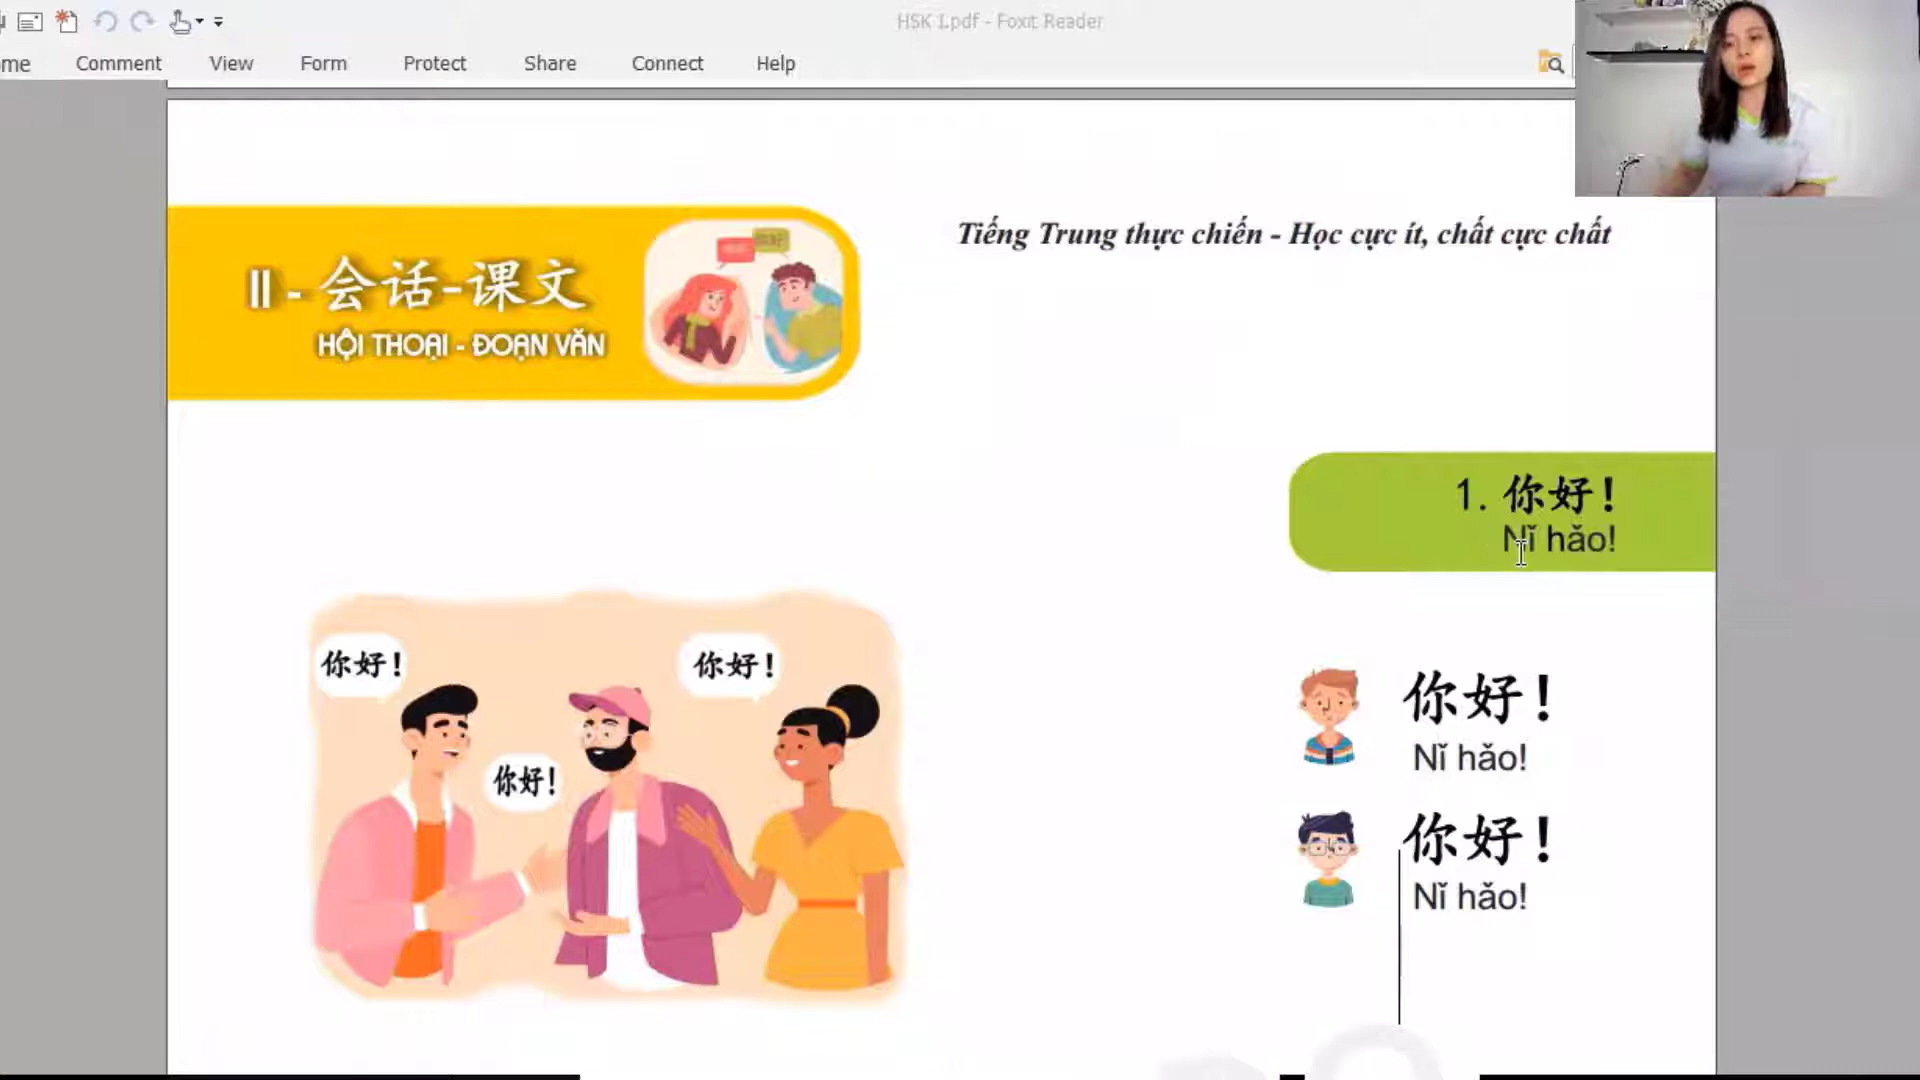 HSK 1.pdf - Foxit Reader
Comment View Form Protect Share Connect Help
Tiếng Trung thực chiến - Học cực ít, chất cực chất
II - 会话-课文
HỘI THOẠI - ĐOẠN VĂN
1. 你好!
Nǐ hǎo!
你好!
你好!
你好!
你好!
Nǐ hǎo!
你好!
Nǐ hǎo!